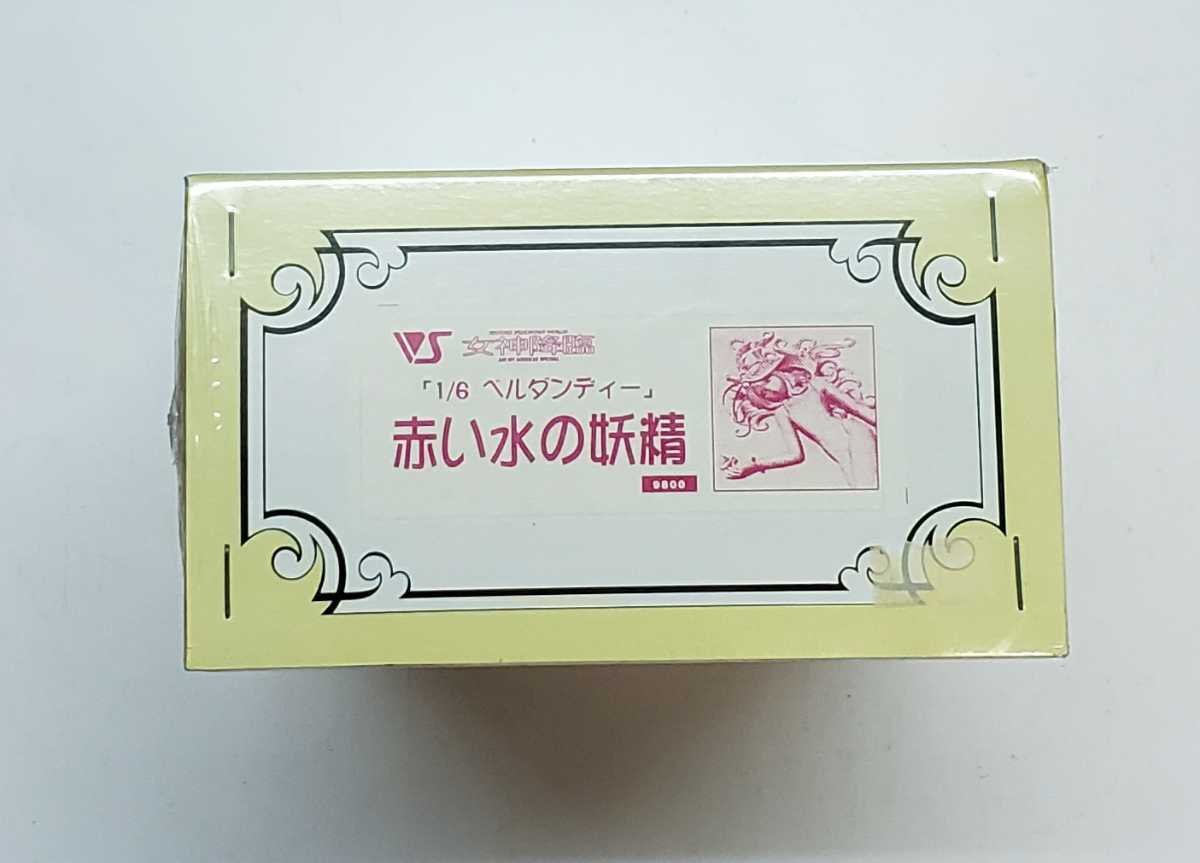 VS 女神降臨
「1/6 ベルダンディー」
赤い水の妖精
9800